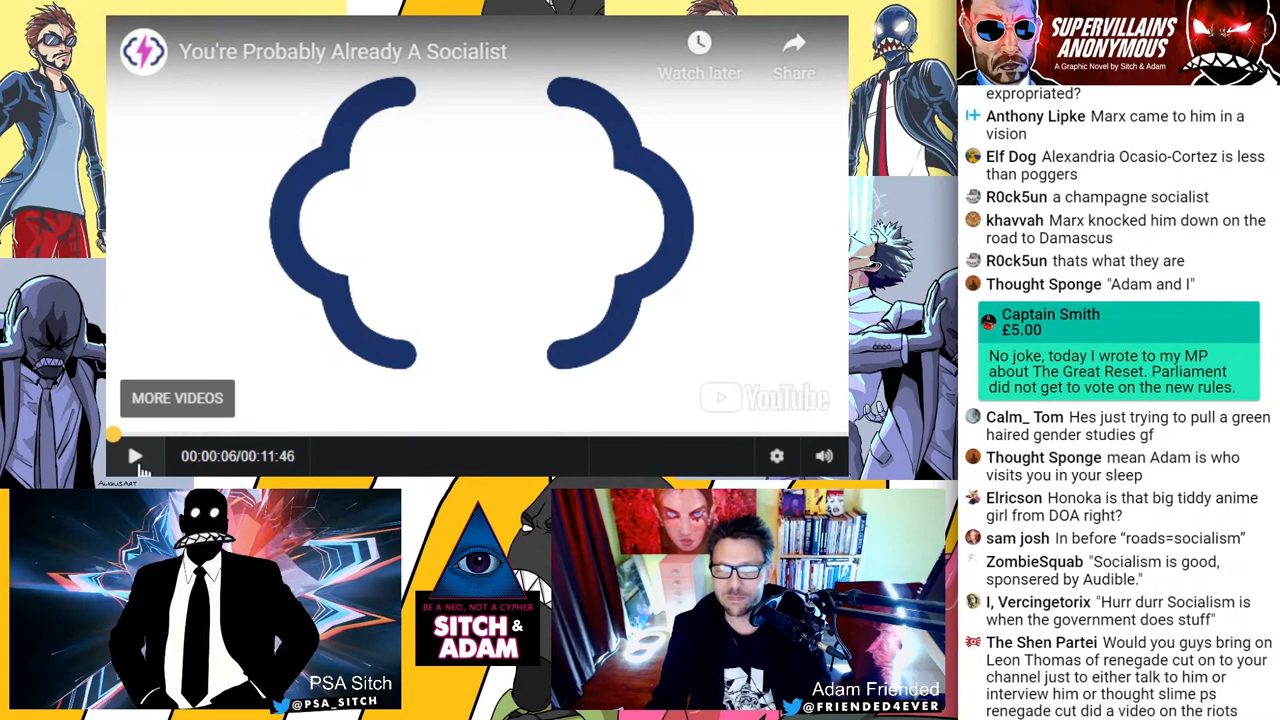 You're Probably Already A Socialist
Watch later
Share
MORE VIDEOS
YouTube
00:00:06/00:11:46
AUGUSART
PSA Sitch
@PSA_SITCH
BE A NEO, NOT A CYPHER
SITCH &
ADAM
Adam Friended
@FRIENDED4EVER
SUPERVILLAINS
ANONYMOUS
A Graphic Novel by Sitch & Adam
expropriated?
Anthony Lipke Marx came to him in a
vision
Elf Dog Alexandria Ocasio-Cortez is less
than poggers
R0ck5un a champagne socialist
khavvah Marx knocked him down on the
road to Damascus
R0ck5un thats what they are
Thought Sponge "Adam and I"
Captain Smith
£5.00
No joke, today I wrote to my MP
about The Great Reset. Parliament
did not get to vote on the new rules.
Calm_ Tom Hes just trying to pull a green
haired gender studies gf
Thought Sponge mean Adam is who
visits you in your sleep
Elricson Honoka is that big tiddy anime
girl from DOA right?
sam josh In before “roads=socialism”
ZombieSquab "Socialism is good,
sponsered by Audible."
I, Vercingetorix "Hurr durr Socialism is
when the government does stuff"
The Shen Partei Would you guys bring on
Leon Thomas of renegade cut on to your
channel just to either talk to him or
interview him or thought slime ps
renegade cut did a video on the riots